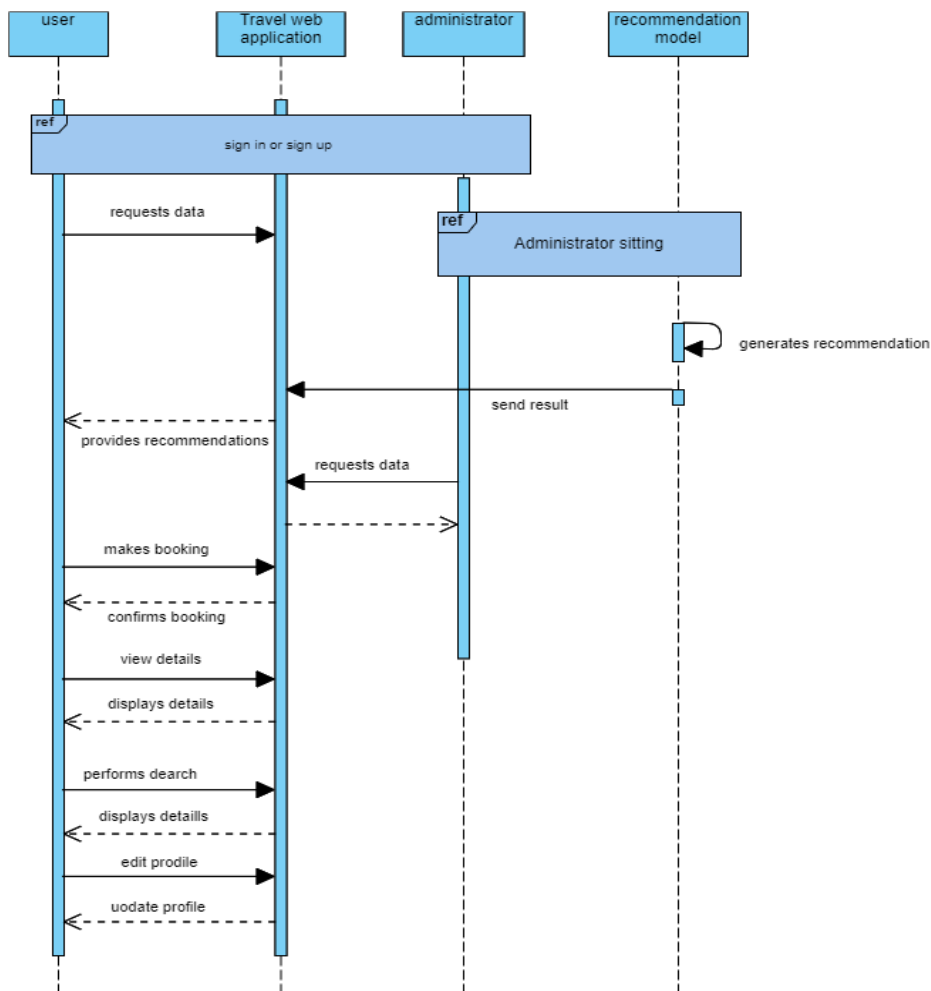 user
Travel web
application
administrator
recommendation
model
ref
sign in or sign up
requests data
ref
Administrator sitting
generates recommendation
send result
provides recommendations
requests data
makes booking
confirms booking
view details
displays details
performs dearch
displays detaills
edit prodile
uodate profile